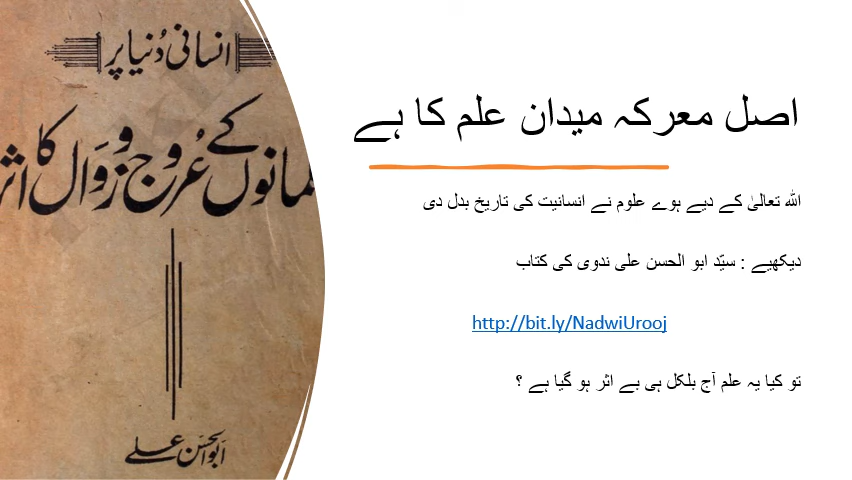 اصل معرکہ میدان علم کا ہے
اللہ تعالیٰ کے دیے ہوے علوم نے انسانیت کی تاریخ بدل دی
دیکھیے : سیّد ابو الحسن علی ندوی کی کتاب
http://bit.ly/NadwiUrooj
تو کیا یہ علم آج بلکل ہی بے اثر ہو گیا ہے ؟
انسانی دُنیا پر
مانوں کے عُروج و زَوال کا اثر
ابوالحسن علی